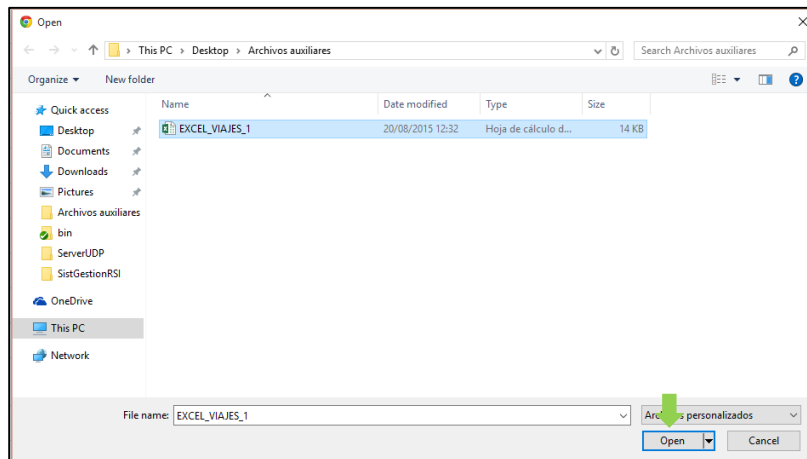 Open
This PC > Desktop > Archivos auxiliares
Search Archivos auxiliares
Organize
New folder
Name
Date modified
Type
Size
EXCEL_VIAJES_1
20/08/2015 12:32
Hoja de cálculo d...
14 KB
Quick access
Desktop
Documents
Downloads
Pictures
Archivos auxiliares
bin
ServerUDP
SistGestionRSI
OneDrive
This PC
Network
File name:
EXCEL_VIAJES_1
personalizados
Open
Cancel